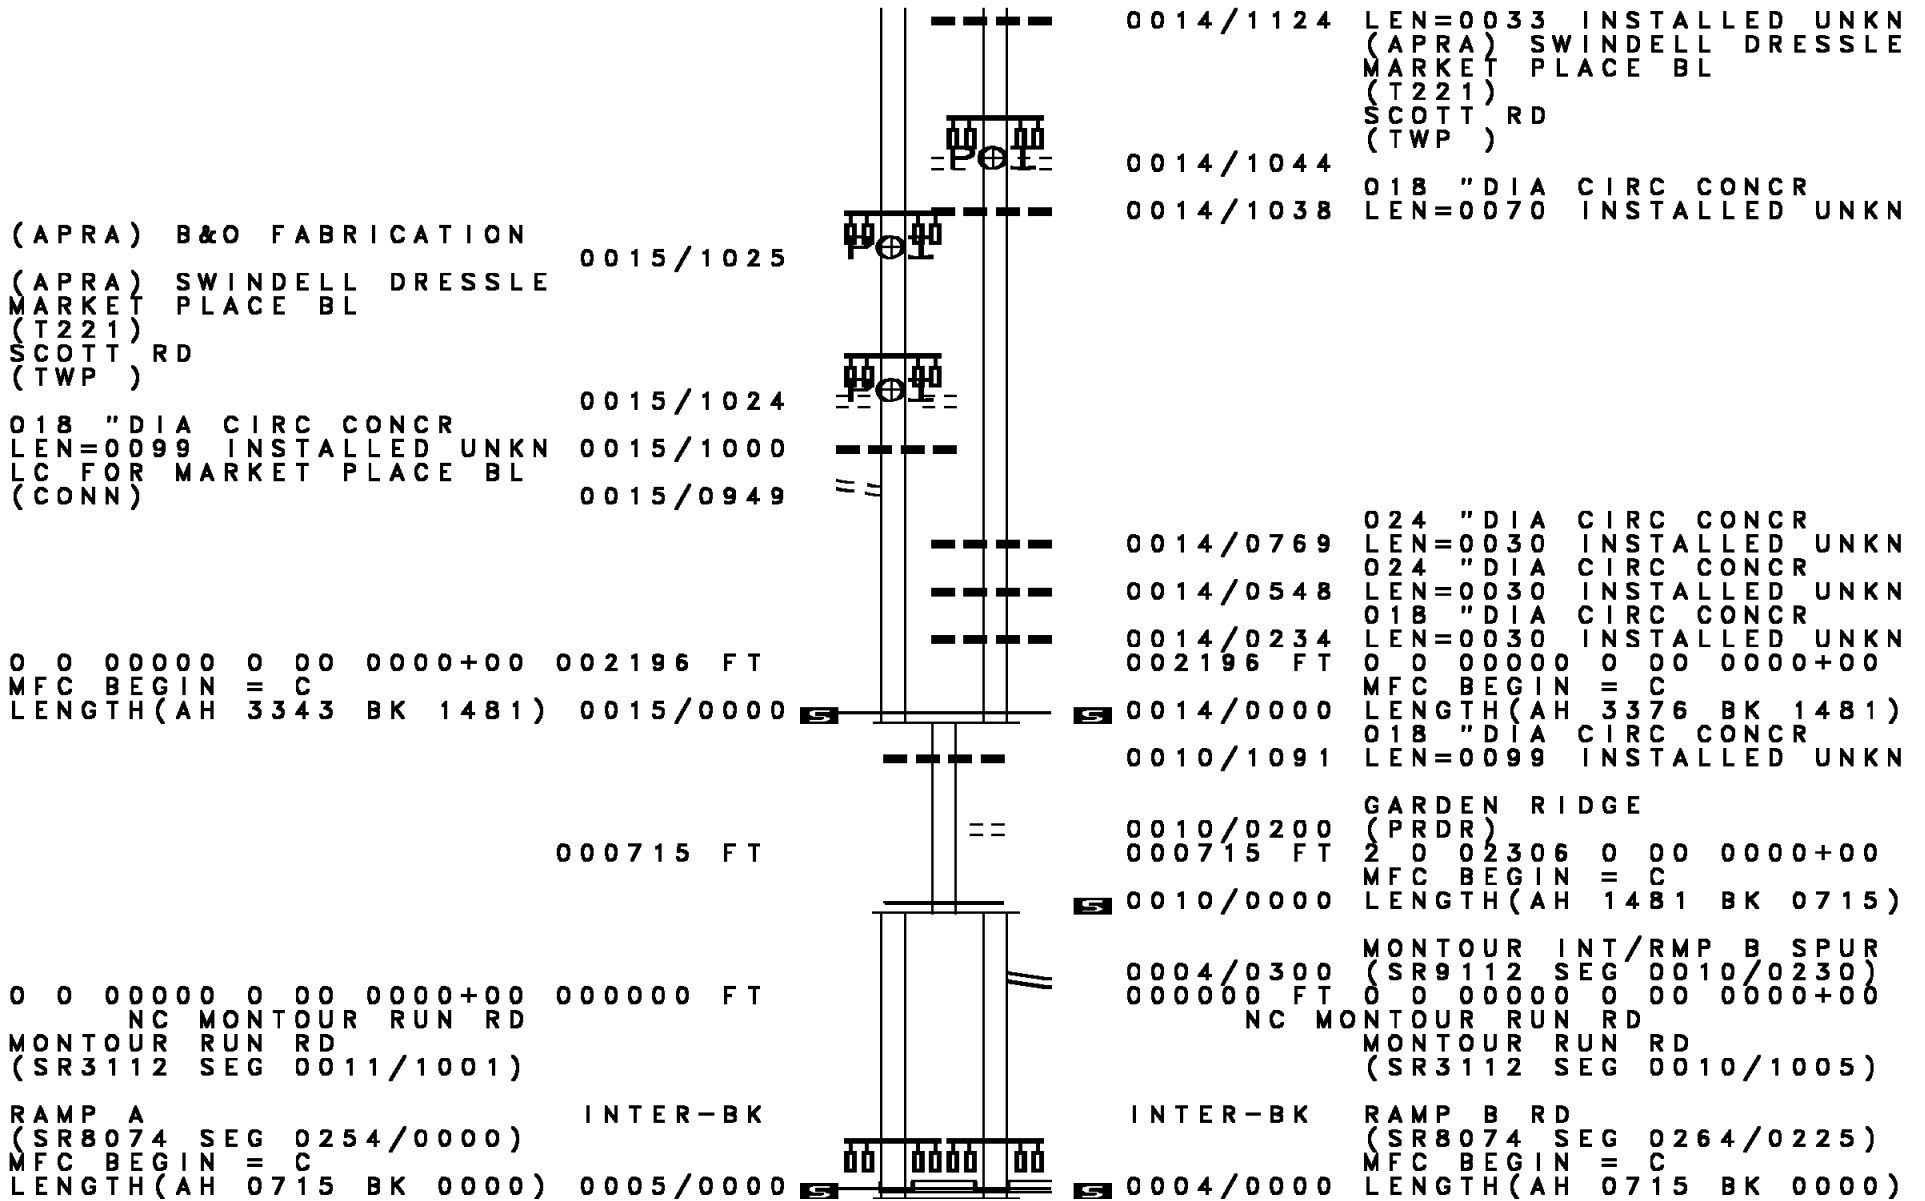 0014/1124 LEN=0033 INSTALLED UNKN
(APRA) SWINDELL DRESSLE
MARKET PLACE BL
(T221)
SCOTT RD
(TWP )
POT
0014/1044
018 "DIA CIRC CONCR
0014/1038 LEN=0070 INSTALLED UNKN
(APRA) B&O FABRICATION
0015/1025 POT
(APRA) SWINDELL DRESSLE
MARKET PLACE BL
(T221)
SCOTT RD
(TWP )
0015/1024 POT
018 "DIA CIRC CONCR
LEN=0099 INSTALLED UNKN 0015/1000
LC FOR MARKET PLACE BL
(CONN) 0015/0949
024 "DIA CIRC CONCR
0014/0769 LEN=0030 INSTALLED UNKN
024 "DIA CIRC CONCR
0014/0548 LEN=0030 INSTALLED UNKN
018 "DIA CIRC CONCR
0014/0234 LEN=0030 INSTALLED UNKN
0 0 00000 0 00 0000+00 002196 FT 002196 FT 0 0 00000 0 00 0000+00
MFC BEGIN = C MFC BEGIN = C
LENGTH(AH 3343 BK 1481) 0015/0000 S S 0014/0000 LENGTH(AH 3376 BK 1481)
018 "DIA CIRC CONCR
0010/1091 LEN=0099 INSTALLED UNKN
GARDEN RIDGE
0010/0200 (PRDR)
000715 FT 000715 FT 2 0 02306 0 00 0000+00
MFC BEGIN = C
S 0010/0000 LENGTH(AH 1481 BK 0715)
MONTOUR INT/RMP B SPUR
0004/0300 (SR9112 SEG 0010/0230)
0 0 00000 0 00 0000+00 000000 FT 000000 FT 0 0 00000 0 00 0000+00
NC MONTOUR RUN RD NC MONTOUR RUN RD
MONTOUR RUN RD MONTOUR RUN RD
(SR3112 SEG 0011/1001) (SR3112 SEG 0010/1005)
RAMP A INTER-BK INTER-BK RAMP B RD
(SR8074 SEG 0254/0000) (SR8074 SEG 0264/0225)
MFC BEGIN = C MFC BEGIN = C
LENGTH(AH 0715 BK 0000) 0005/0000 S S 0004/0000 LENGTH(AH 0715 BK 0000)